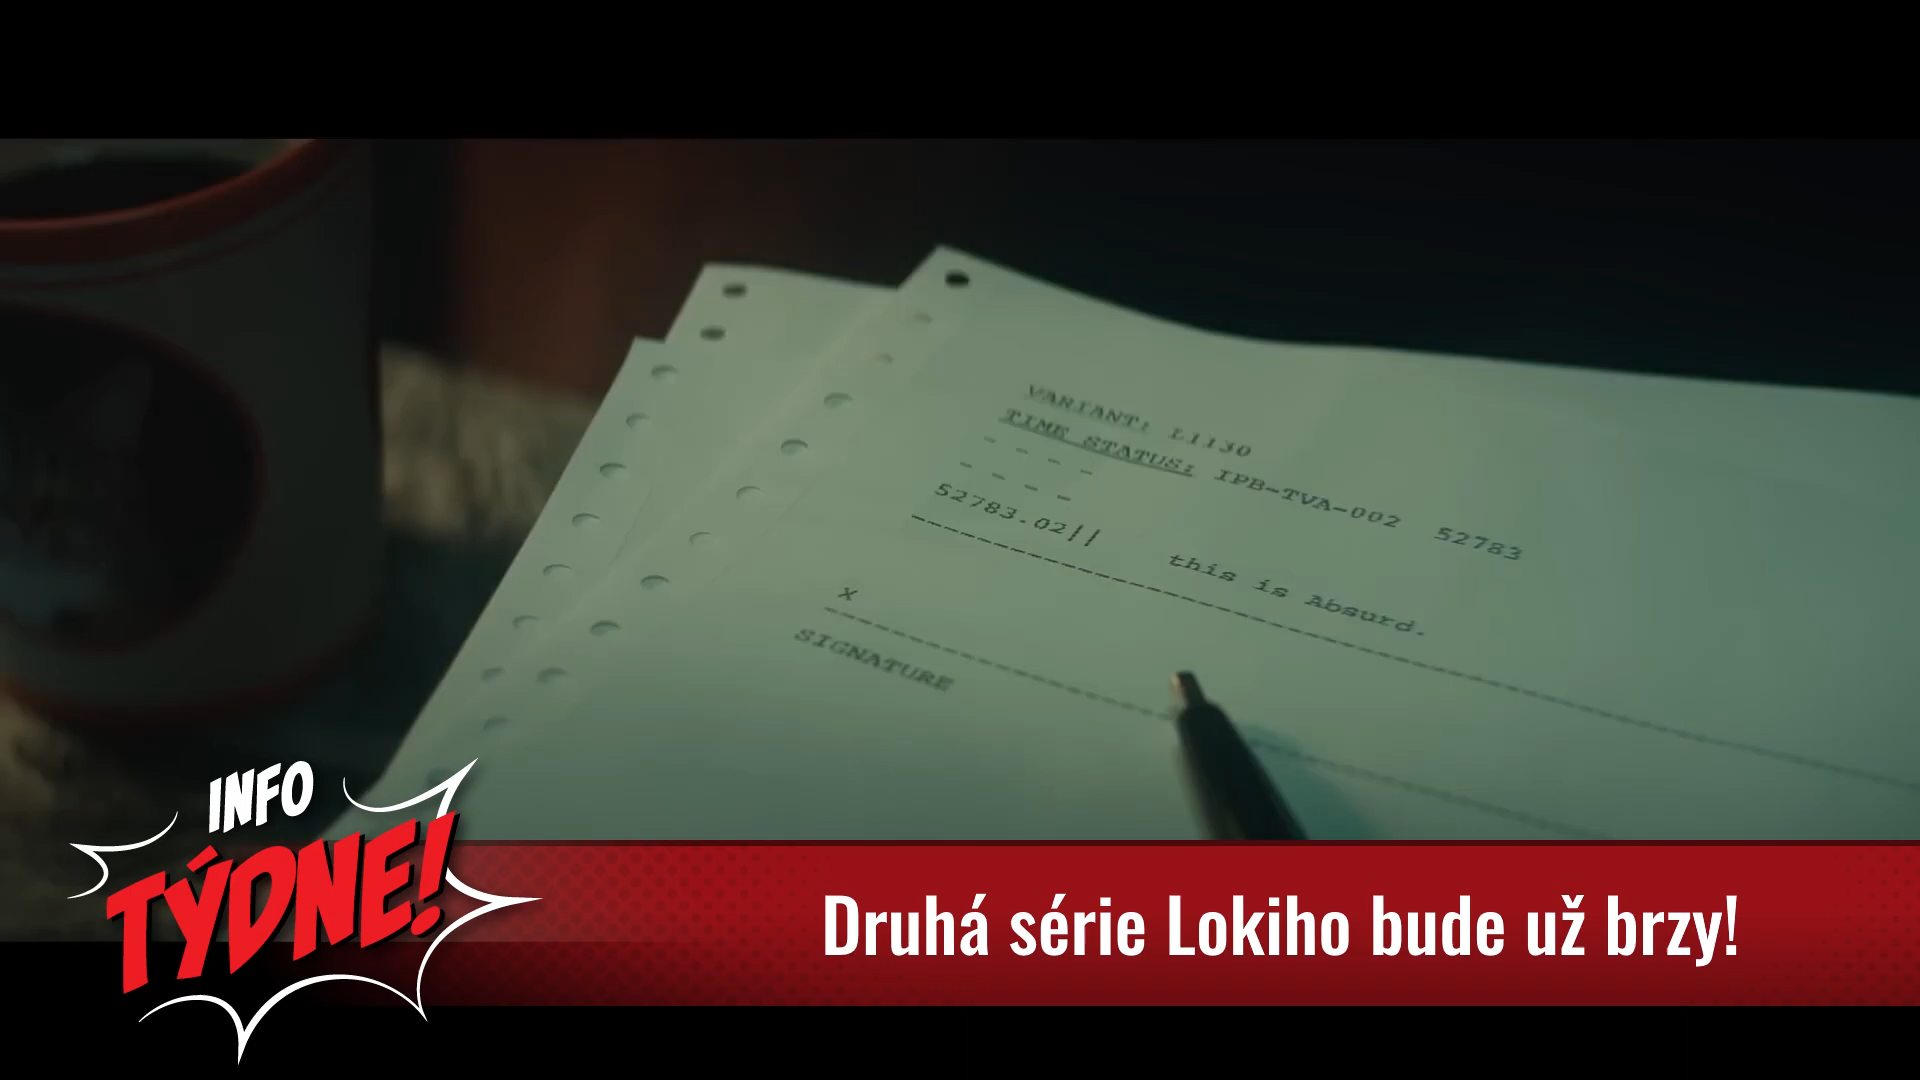 VARIANT: L1130
TIME STATUS: IPB-TVA-002 52783
- - - -
- - - -
52783.02|| this is Absurd.
X
SIGNATURE
INFO
TÝDNE!
Druhá série Lokiho bude už brzy!